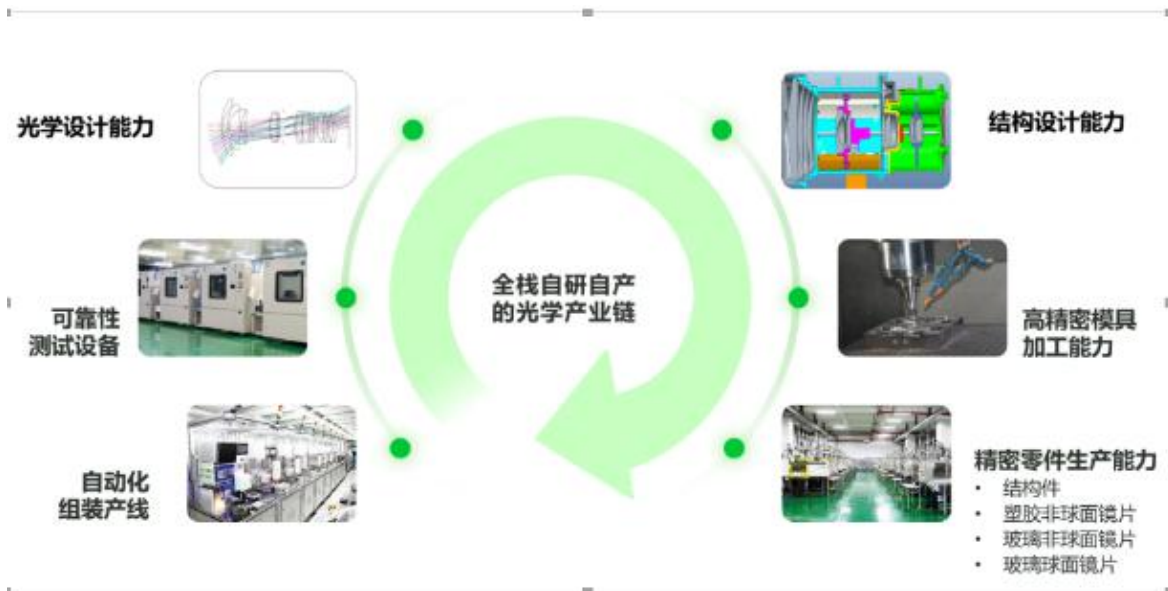 光学设计能力
结构设计能力
全栈自研自产
的光学产业链
可靠性
测试设备
高精密模具
加工能力
自动化
组装产线
精密零件生产能力
• 结构件
• 塑胶非球面镜片
• 玻璃非球面镜片
• 玻璃球面镜片